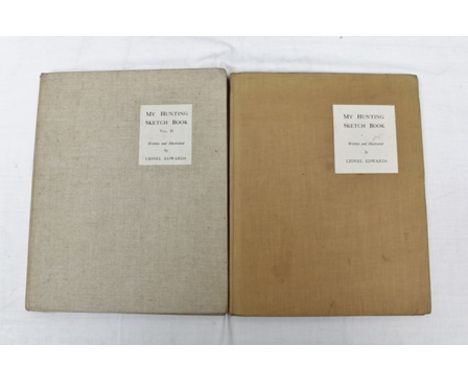 MY HUNTING
SKETCH BOOK
VOL. II
Written and Illustrated
by
LIONEL EDWARDS
MY HUNTING
SKETCH BOOK
Written and Illustrated
By
LIONEL EDWARDS